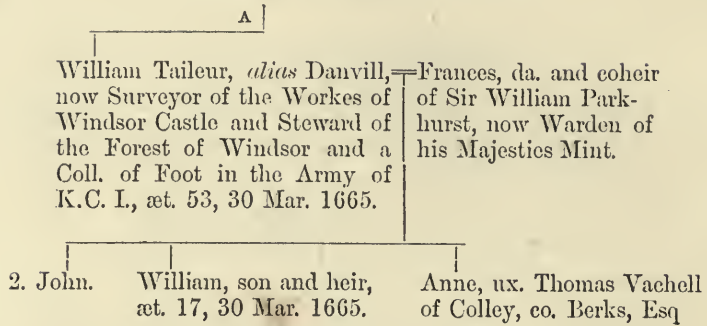 A
William Taileur, alias Danvill,
now Surveyor of the Workes of
Windsor Castle and Steward of
the Forest of Windsor and a
Coll. of Foot in the Army of
K.C. I., æt. 53, 30 Mar. 1665.
Frances, da. and coheir
of Sir William Park-
hurst, now Warden of
his Majesties Mint.
2. John.
William, son and heir,
æt. 17, 30 Mar. 1665.
Anne, ux. Thomas Vachell
of Colley, co. Berks, Esq